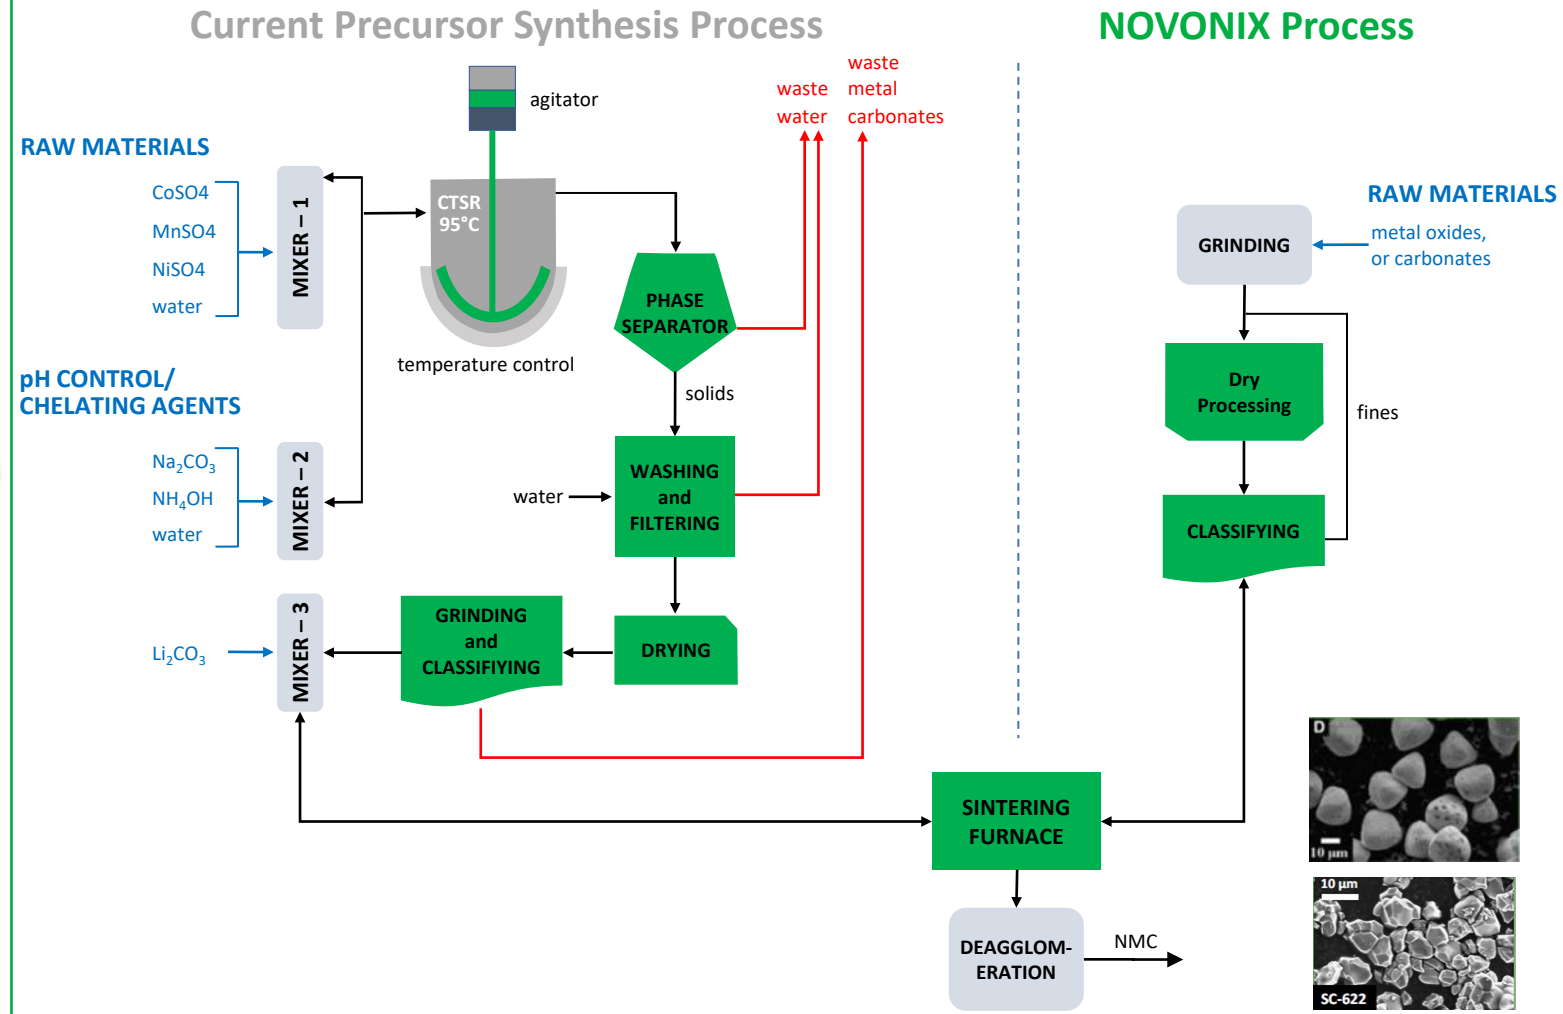 Current Precursor Synthesis Process
NOVONIX Process
agitator
waste
water
waste
metal
carbonates
RAW MATERIALS
CoSO4
MnSO4
NiSO4
water
MIXER – 1
CTSR
95°C
temperature control
PHASE
SEPARATOR
solids
pH CONTROL/
CHELATING AGENTS
Na₂CO₃
NH₄OH
water
MIXER – 2
water
WASHING
and
FILTERING
Li₂CO₃
MIXER – 3
GRINDING
and
CLASSIFIYING
DRYING
RAW MATERIALS
metal oxides,
or carbonates
GRINDING
Dry
Processing
fines
CLASSIFYING
SINTERING
FURNACE
DEAGGLOM-
ERATION
NMC
D
10 µm
10 µm
SC-622